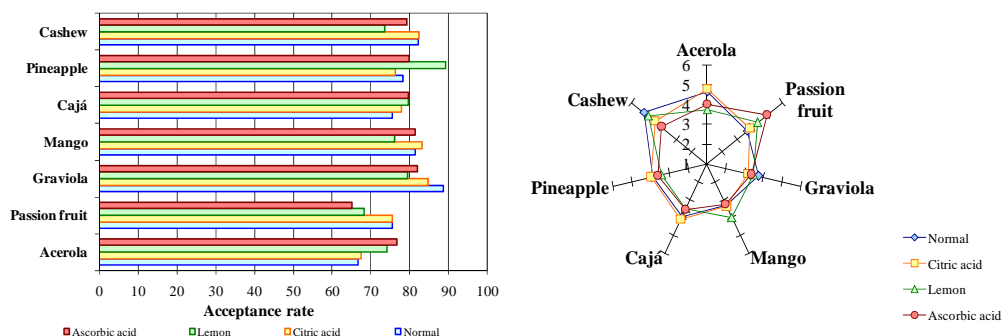 Cashew
Pineapple
Cajá
Mango
Graviola
Passion fruit
Acerola
0 10 20 30 40 50 60 70 80 90 100
Acceptance rate
Ascorbic acid Lemon Citric acid Normal
Acerola
6
5
4
3
2
1
Passion
fruit
Graviola
Mango
Cajá
Pineapple
Cashew
Normal
Citric acid
Lemon
Ascorbic acid